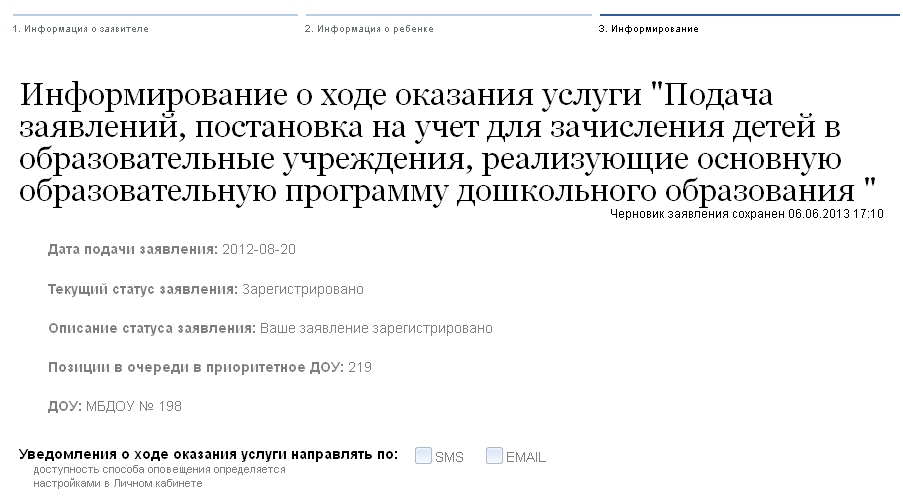 1. Информация о заявителе
2. Информация о ребенке
3. Информирование
Информирование о ходе оказания услуги "Подача
заявлений, постановка на учет для зачисления детей в
образовательные учреждения, реализующие основную
образовательную программу дошкольного образования "
Черновик заявления сохранен 06.06.2013 17:10
Дата подачи заявления: 2012-08-20
Текущий статус заявления: Зарегистрировано
Описание статуса заявления: Ваше заявление зарегистрировано
Позиции в очереди в приоритетное ДОУ: 219
ДОУ: МБДОУ № 198
Уведомления о ходе оказания услуги направлять по: SMS EMAIL
доступность способа оповещения определяется
настройками в Личном кабинете